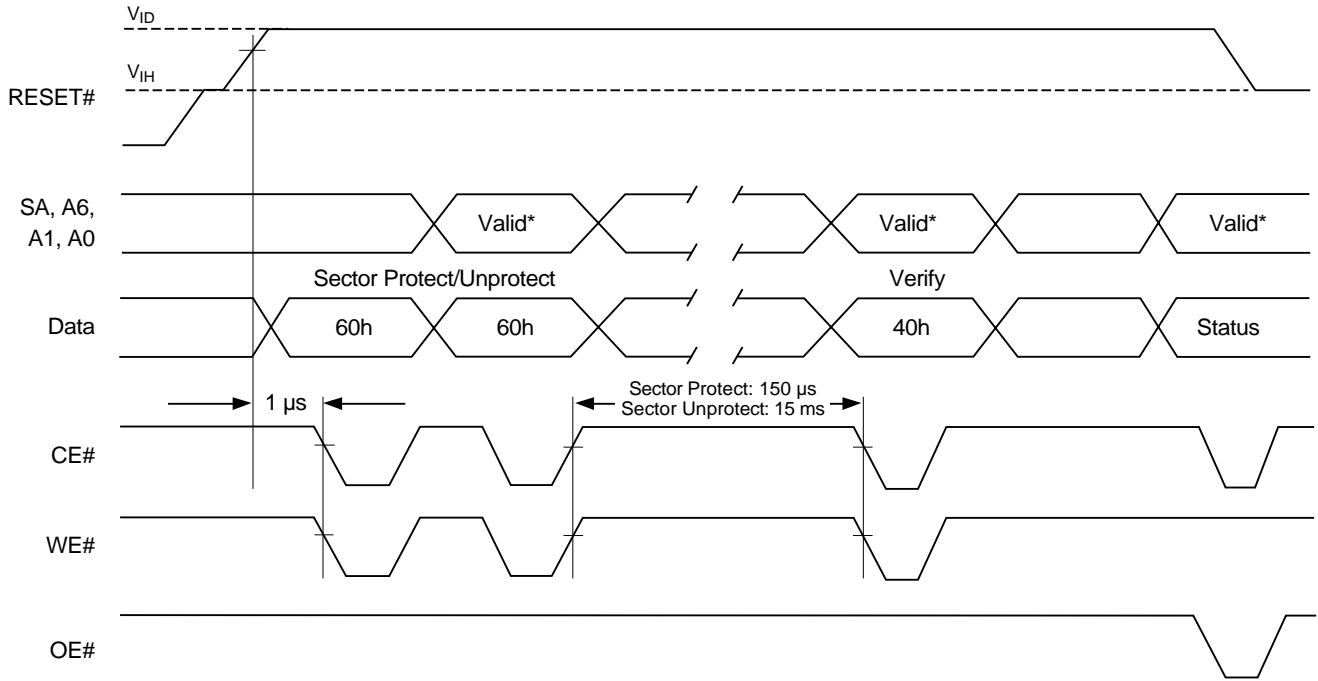 VID
VIH
RESET#
SA, A6,
A1, A0
Valid*
Valid*
Valid*
Sector Protect/Unprotect
Verify
Data
60h
60h
40h
Status
1 µs
Sector Protect: 150 µs
Sector Unprotect: 15 ms
CE#
WE#
OE#